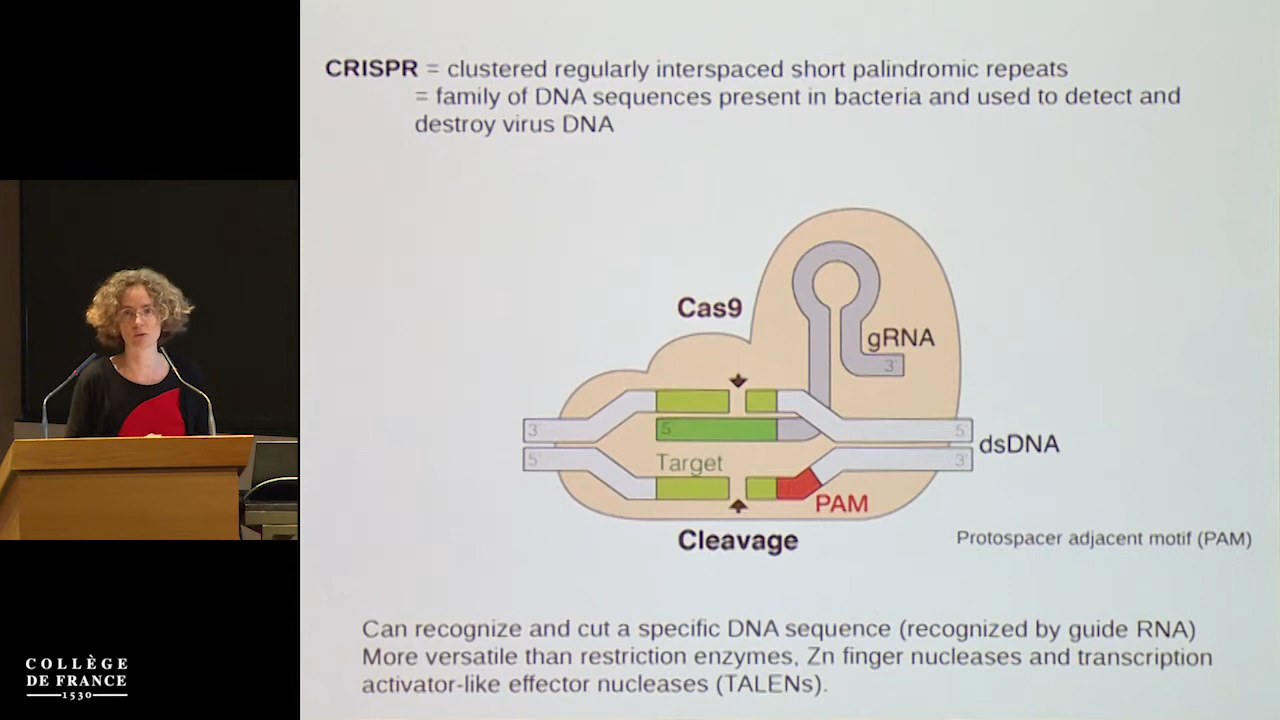 CRISPR = clustered regularly interspaced short palindromic repeats
= family of DNA sequences present in bacteria and used to detect and
destroy virus DNA
Cas9
gRNA
3'
3'
5'
5'
dsDNA
5'
3'
Target
PAM
Cleavage
Protospacer adjacent motif (PAM)
Can recognize and cut a specific DNA sequence (recognized by guide RNA)
More versatile than restriction enzymes, Zn finger nucleases and transcription
activator-like effector nucleases (TALENs).
COLLÈGE
DE FRANCE
1530